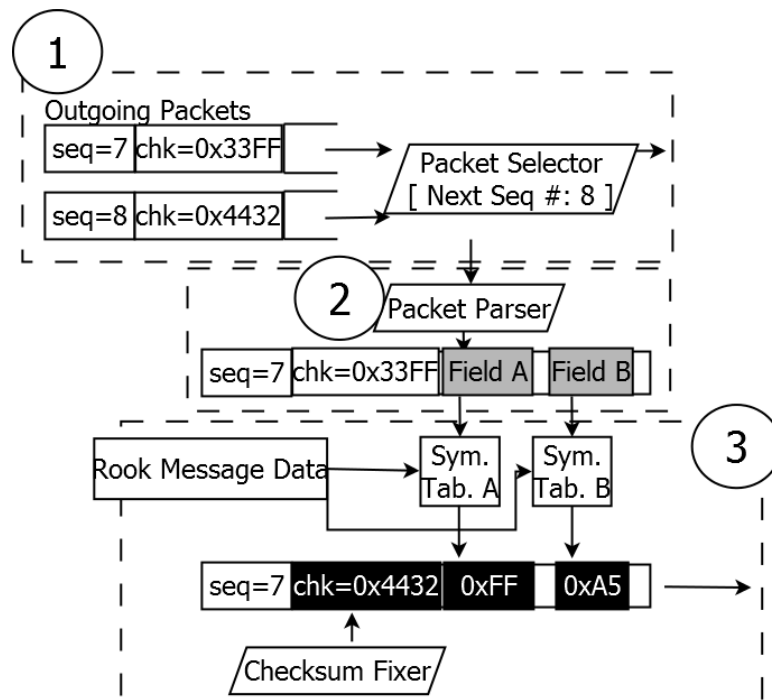 1
Outgoing Packets
seq=7 chk=0x33FF
Packet Selector
[ Next Seq #: 8 ]
seq=8 chk=0x4432
2
Packet Parser
seq=7 chk=0x33FF Field A Field B
3
Rook Message Data
Sym.
Tab. A
Sym.
Tab. B
seq=7 chk=0x4432 0xFF 0xA5
Checksum Fixer